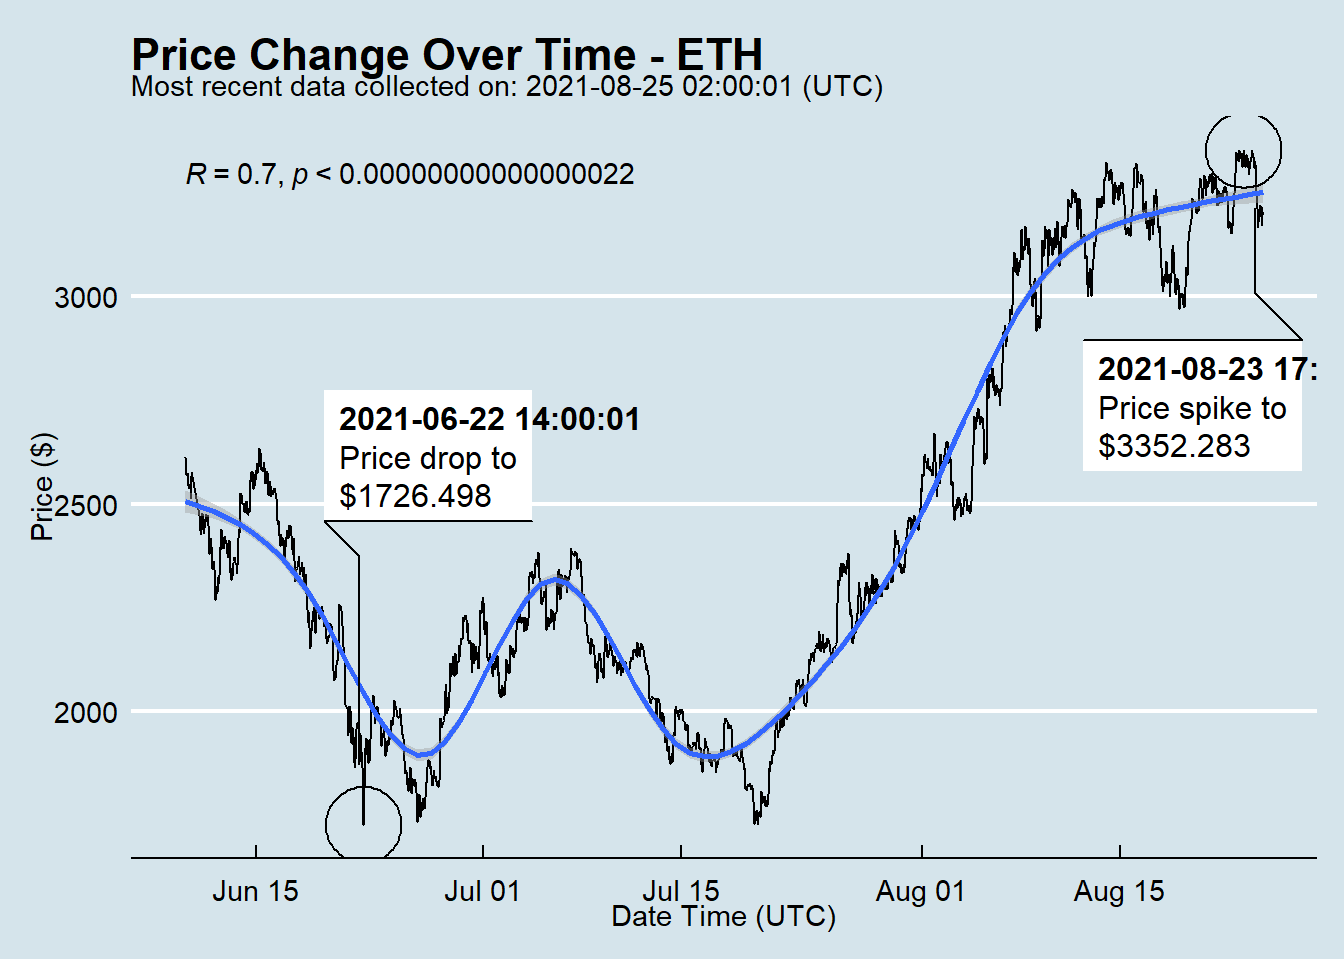 Price Change Over Time - ETH
Most recent data collected on: 2021-08-25 02:00:01 (UTC)
R = 0.7, p < 0.00000000000000022
3000
2500
2000
Price ($)
2021-06-22 14:00:01
Price drop to
$1726.498
2021-08-23 17:
Price spike to
$3352.283
Jun 15
Jul 01
Jul 15
Aug 01
Aug 15
Date Time (UTC)